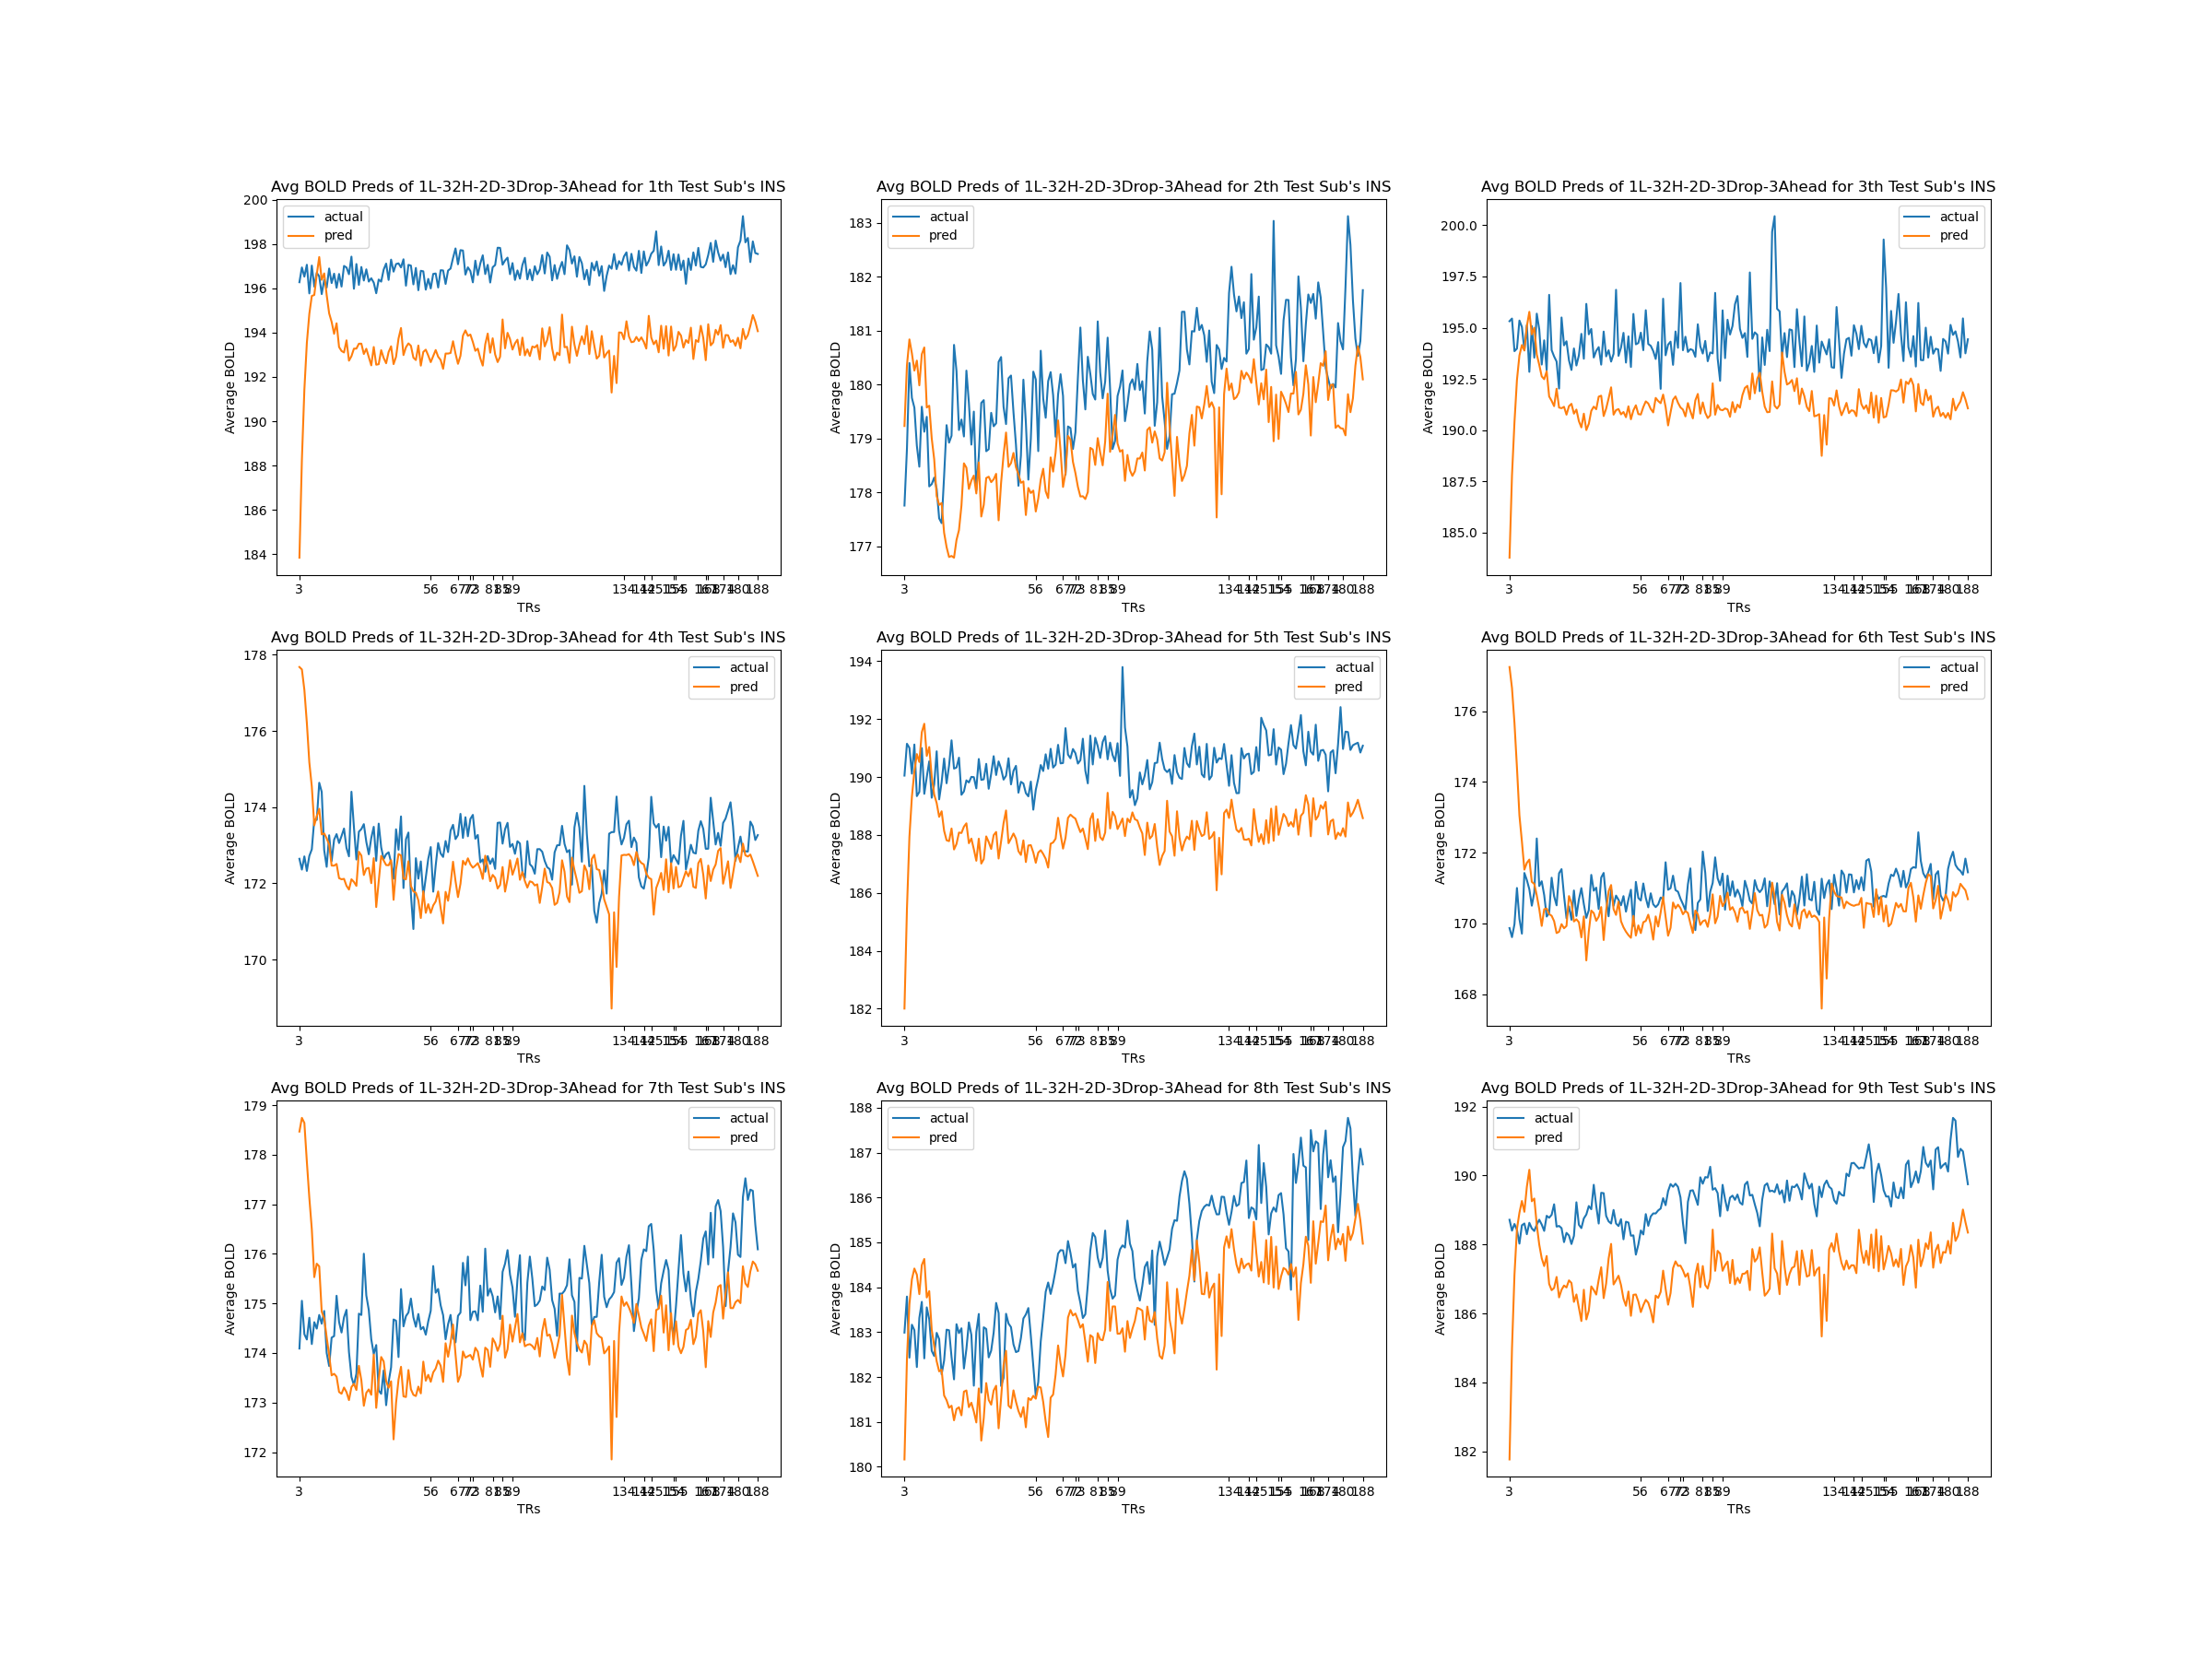 Avg BOLD Preds of 1L-32H-2D-3Drop-3Ahead for 1th Test Sub's INS
200
198
196
194
192
190
188
186
184
Average BOLD
actual
pred
3 56 89 188
TRs
Avg BOLD Preds of 1L-32H-2D-3Drop-3Ahead for 2th Test Sub's INS
183
182
181
180
179
178
177
Average BOLD
actual
pred
3 56 89 188
TRs
Avg BOLD Preds of 1L-32H-2D-3Drop-3Ahead for 3th Test Sub's INS
200.0
197.5
195.0
192.5
190.0
187.5
185.0
Average BOLD
actual
pred
3 56 89 188
TRs
Avg BOLD Preds of 1L-32H-2D-3Drop-3Ahead for 4th Test Sub's INS
178
176
174
172
170
Average BOLD
actual
pred
3 56 89 188
TRs
Avg BOLD Preds of 1L-32H-2D-3Drop-3Ahead for 5th Test Sub's INS
194
192
190
188
186
184
182
Average BOLD
actual
pred
3 56 89 188
TRs
Avg BOLD Preds of 1L-32H-2D-3Drop-3Ahead for 6th Test Sub's INS
176
174
172
170
168
Average BOLD
actual
pred
3 56 89 188
TRs
Avg BOLD Preds of 1L-32H-2D-3Drop-3Ahead for 7th Test Sub's INS
179
178
177
176
175
174
173
172
Average BOLD
actual
pred
3 56 89 188
TRs
Avg BOLD Preds of 1L-32H-2D-3Drop-3Ahead for 8th Test Sub's INS
188
187
186
185
184
183
182
181
180
Average BOLD
actual
pred
3 56 89 188
TRs
Avg BOLD Preds of 1L-32H-2D-3Drop-3Ahead for 9th Test Sub's INS
192
190
188
186
184
182
Average BOLD
actual
pred
3 56 89 188
TRs